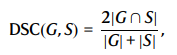 DSC(G, S) = 2|G ∩ S| / |G| + |S|,